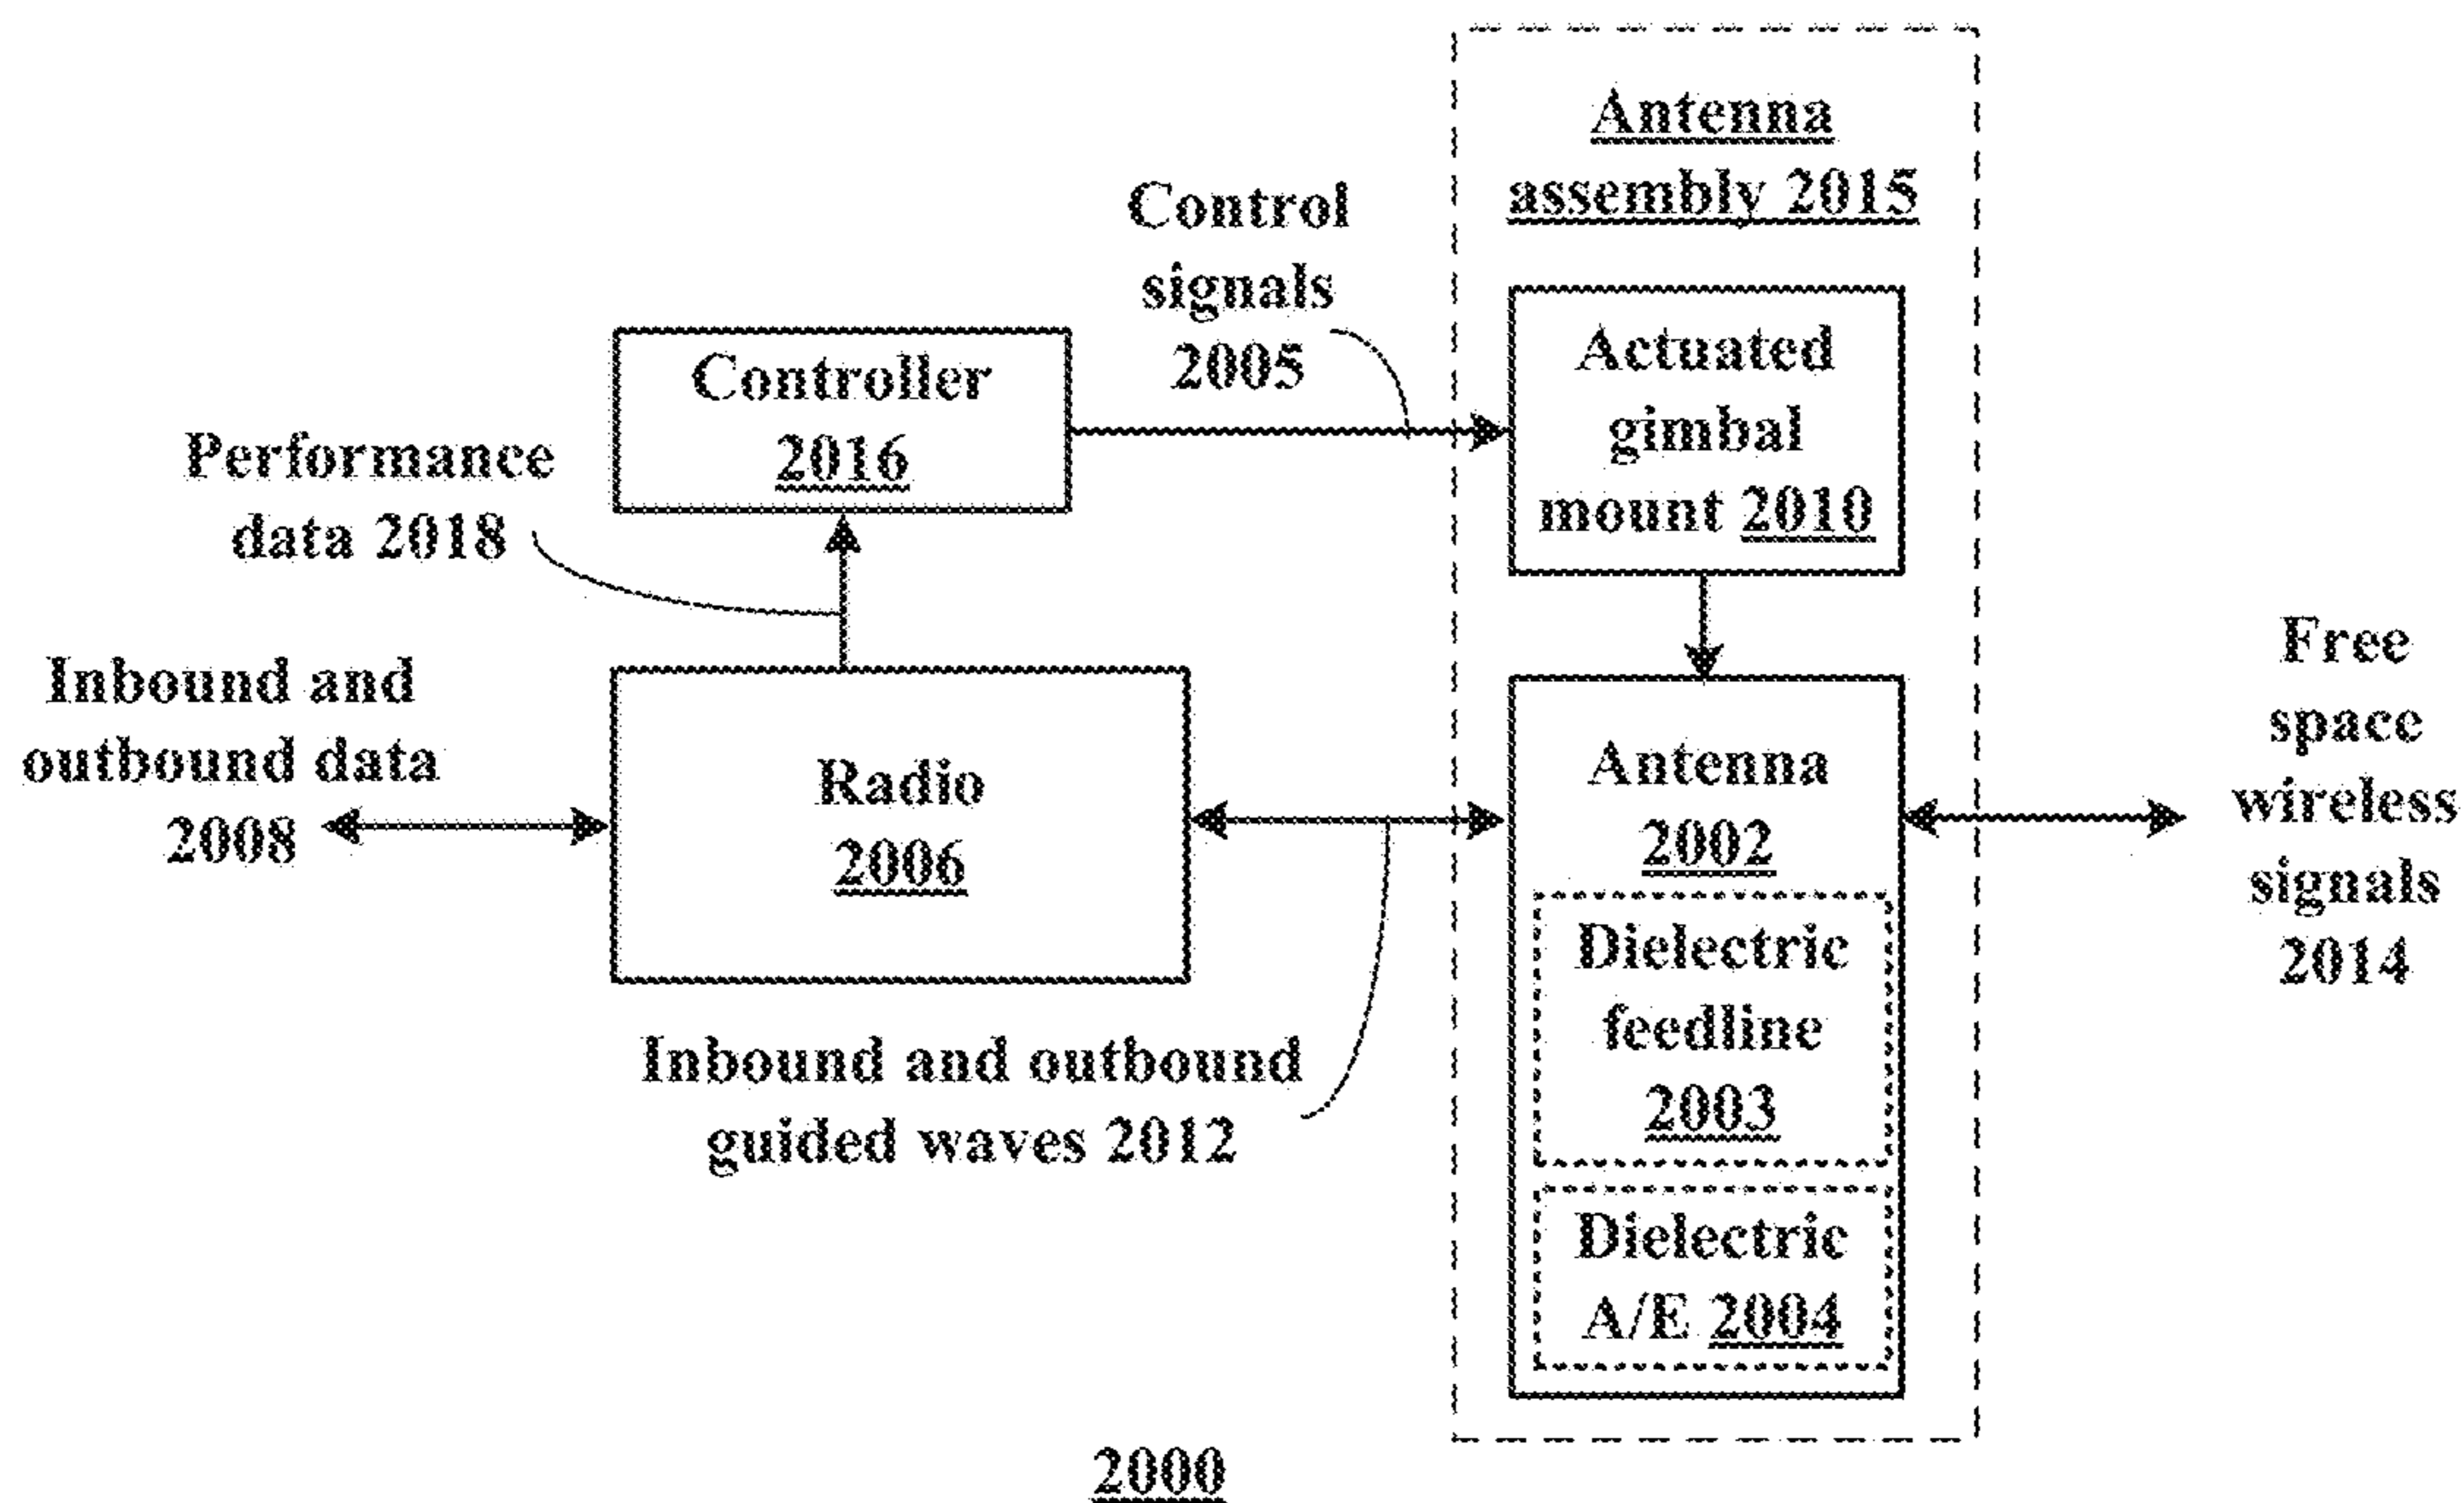 Antenna
assembly 2015
Control
signals
2005
Actuated
gimbal
mount 2010
Controller
2016
Performance
data 2018
Inbound and
outbound data
2008
Radio
2006
Inbound and outbound
guided waves 2012
Antenna
2002
Dielectric
feedline
2003
Dielectric
A/E 2004
Free
space
wireless
signals
2014
2000